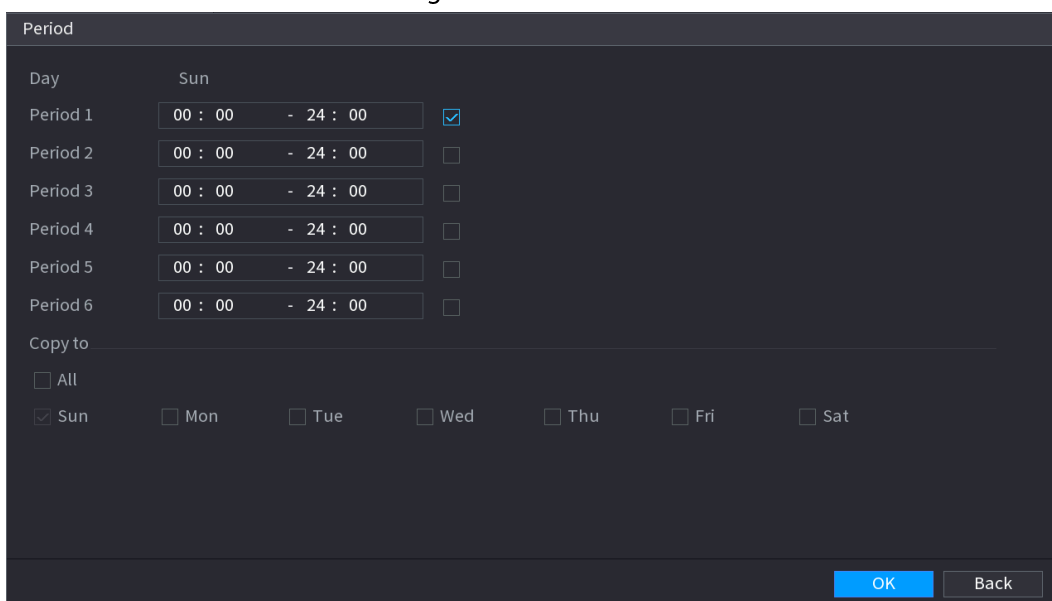 Period
Day Sun
Period 1 00 : 00 - 24 : 00
Period 2 00 : 00 - 24 : 00
Period 3 00 : 00 - 24 : 00
Period 4 00 : 00 - 24 : 00
Period 5 00 : 00 - 24 : 00
Period 6 00 : 00 - 24 : 00
Copy to
All
Sun Mon Tue Wed Thu Fri Sat
OK Back